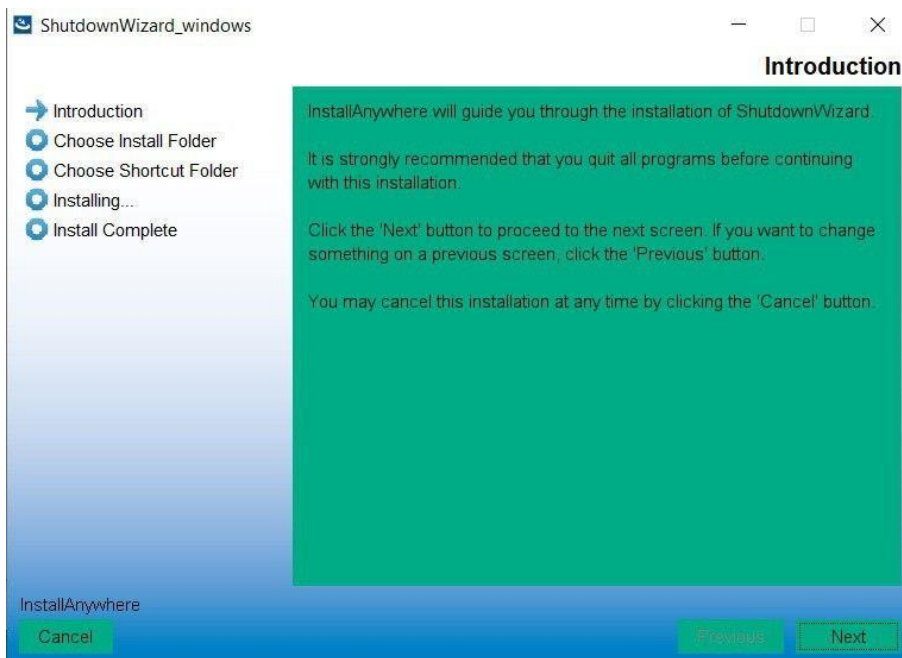 ShutdownWizard_windows
Introduction
Introduction
Choose Install Folder
Choose Shortcut Folder
Installing...
Install Complete
InstallAnywhere will guide you through the installation of ShutdownWizard.
It is strongly recommended that you quit all programs before continuing
with this installation.
Click the 'Next' button to proceed to the next screen. If you want to change
something on a previous screen, click the 'Previous' button.
You may cancel this installation at any time by clicking the 'Cancel' button.
InstallAnywhere
Cancel
Previous
Next